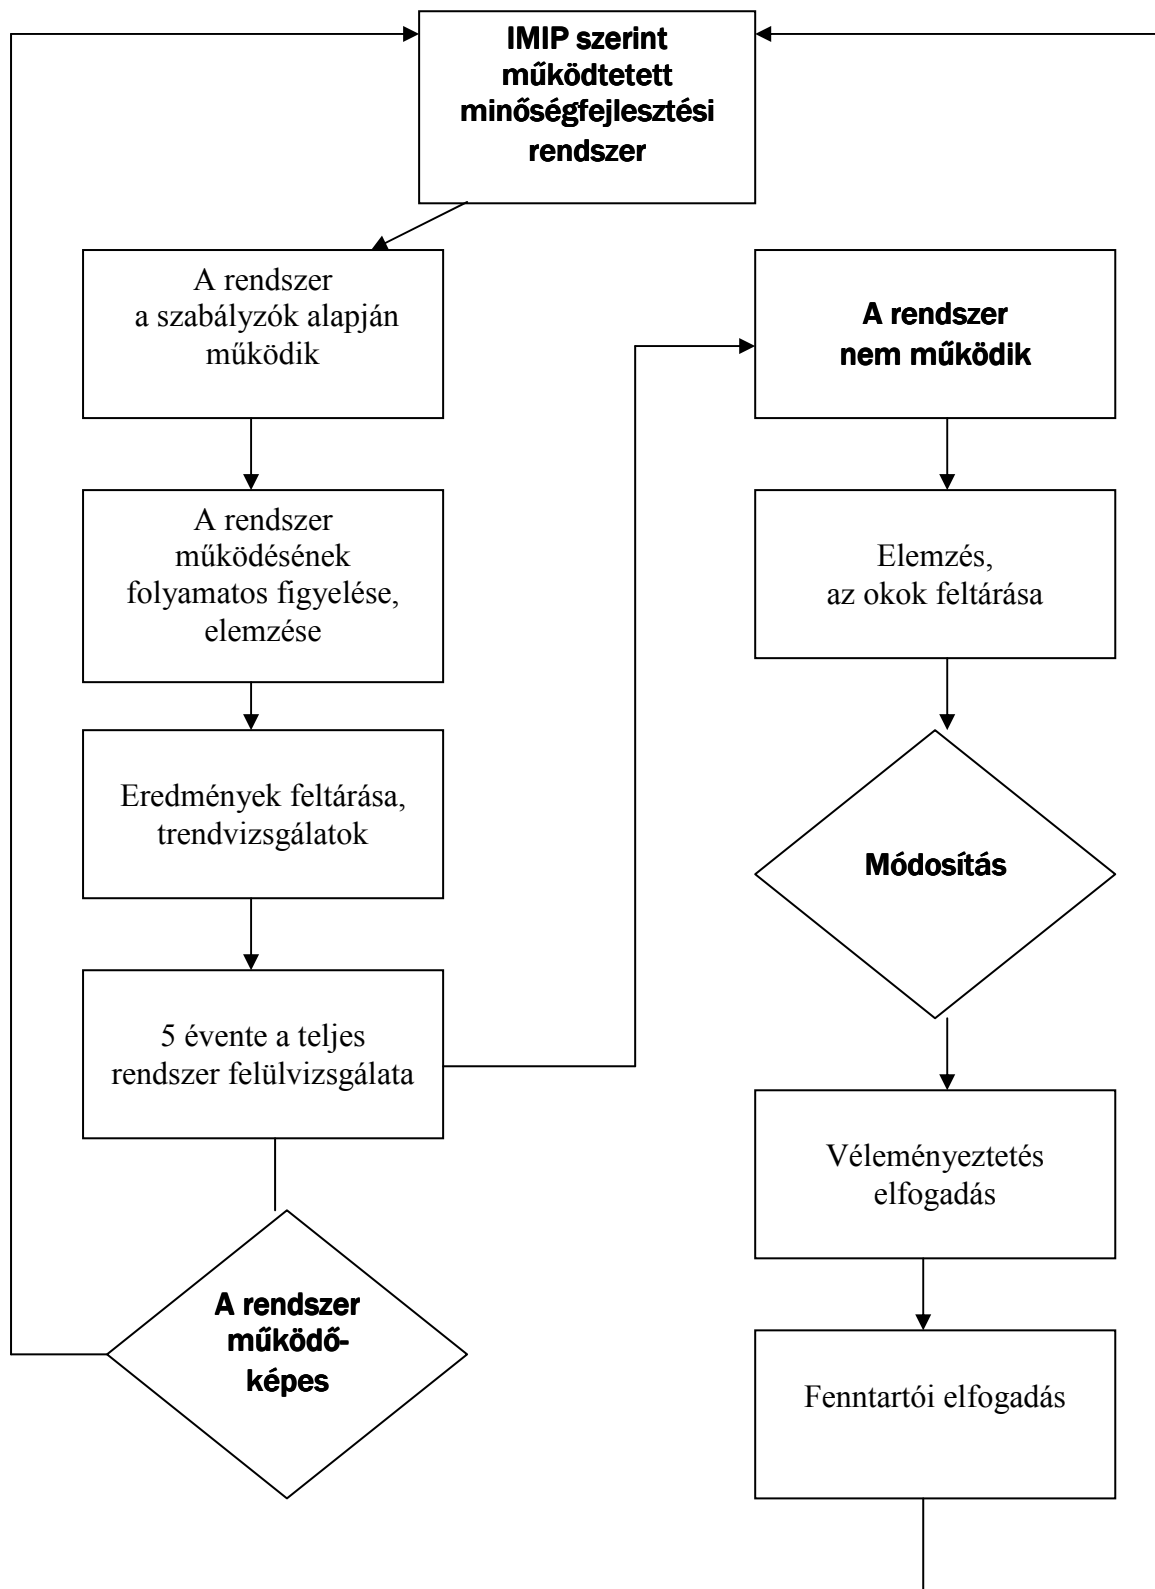 IMIP szerint
működtetett
minőségfejlesztési
rendszer
A rendszer
a szabályzók alapján
működik
A rendszer
működésének
folyamatos figyelése,
elemzése
Eredmények feltárása,
trendvizsgálatok
5 évente a teljes
rendszer felülvizsgálata
A rendszer
működő-
képes
A rendszer
nem működik
Elemzés,
az okok feltárása
Módosítás
Véleményeztetés
elfogadás
Fenntartói elfogadás